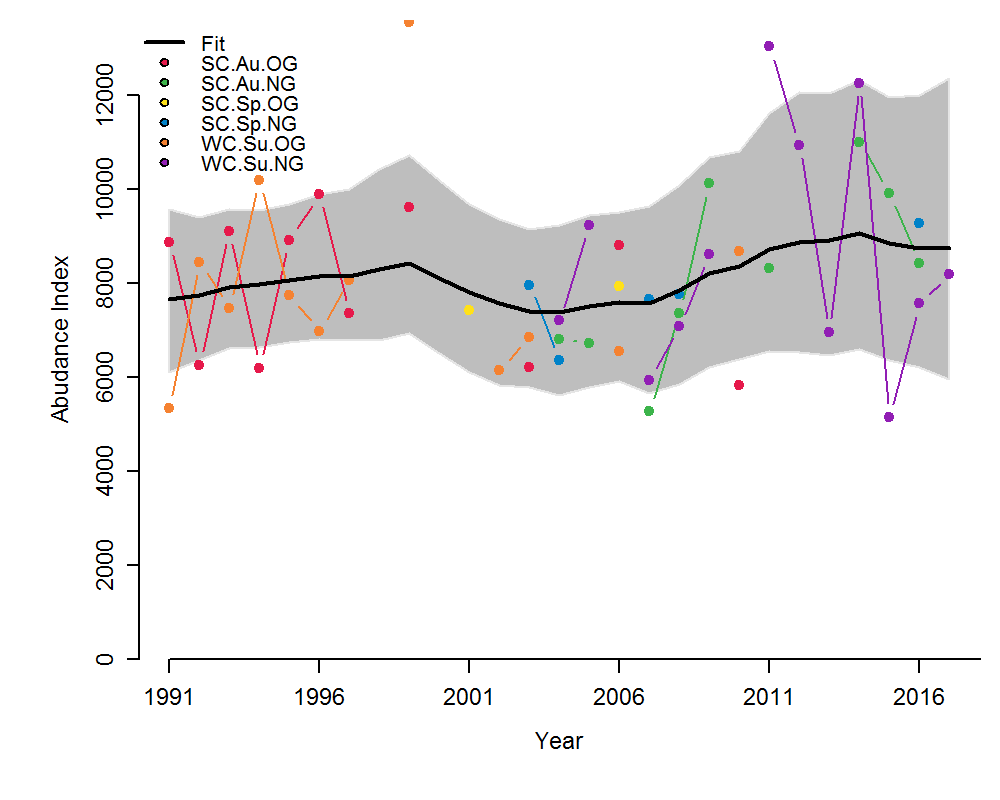 Fit
SC.Au.OG
SC.Au.NG
SC.Sp.OG
SC.Sp.NG
WC.Su.OG
WC.Su.NG
Abudance Index
12000
10000
8000
6000
4000
2000
0
1991 1996 2001 2006 2011 2016
Year